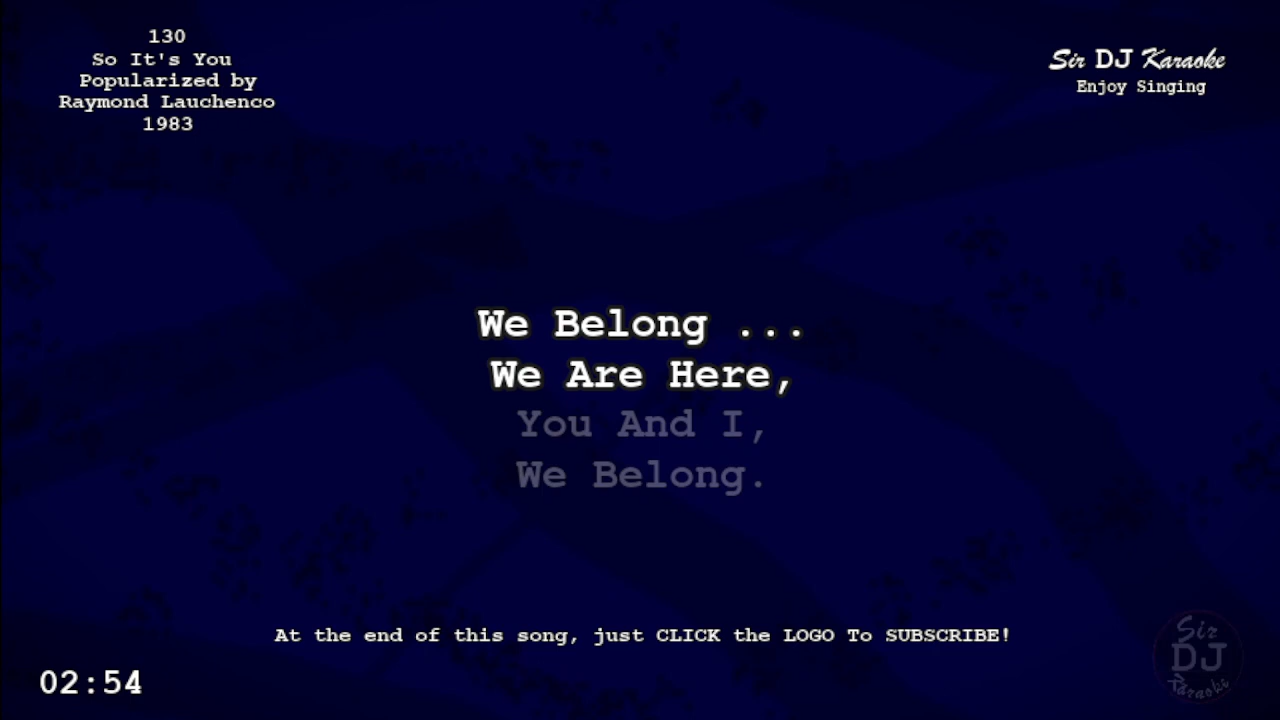 130
So It's You
Popularized by
Raymond Lauchenco
1983
Sir DJ Karaoke
Enjoy Singing
We Belong ...
We Are Here,
You And I,
We Belong.
At the end of this song, just CLICK the LOGO To SUBSCRIBE!
02:54
Sir
DJ
Karaoke